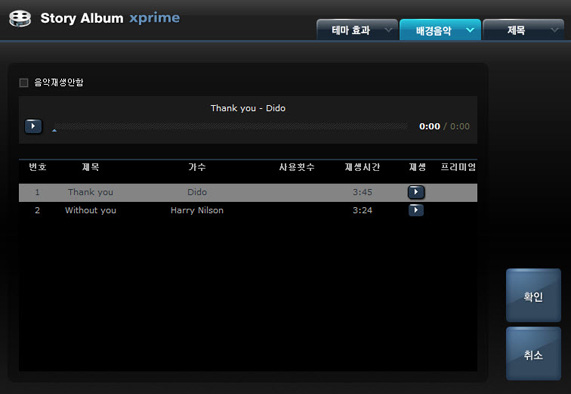 Story Album xprime
테마 효과 배경음악 제목
음악재생안함
Thank you - Dido
0:00 / 0:00
번호 제목 가수 사용횟수 재생시간 재생 프리미엄
1 Thank you Dido 3:45
2 Without you Harry Nilson 3:24
확인
취소